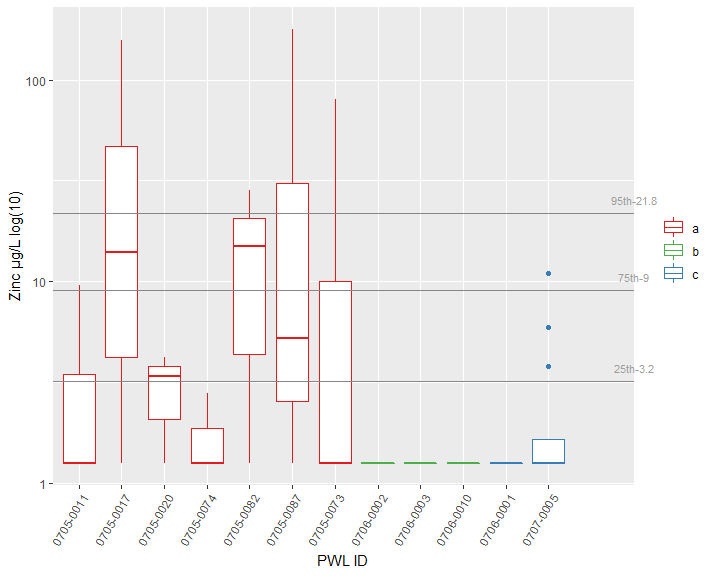 100
10
1
Zinc µg/L log(10)
95th-21.8
75th-9
25th-3.2
a
b
c
0705-0011
0705-0017
0705-0020
0705-0074
0705-0082
0705-0087
0705-0073
0706-0002
0706-0003
0706-0010
0706-0001
0707-0005
PWL ID